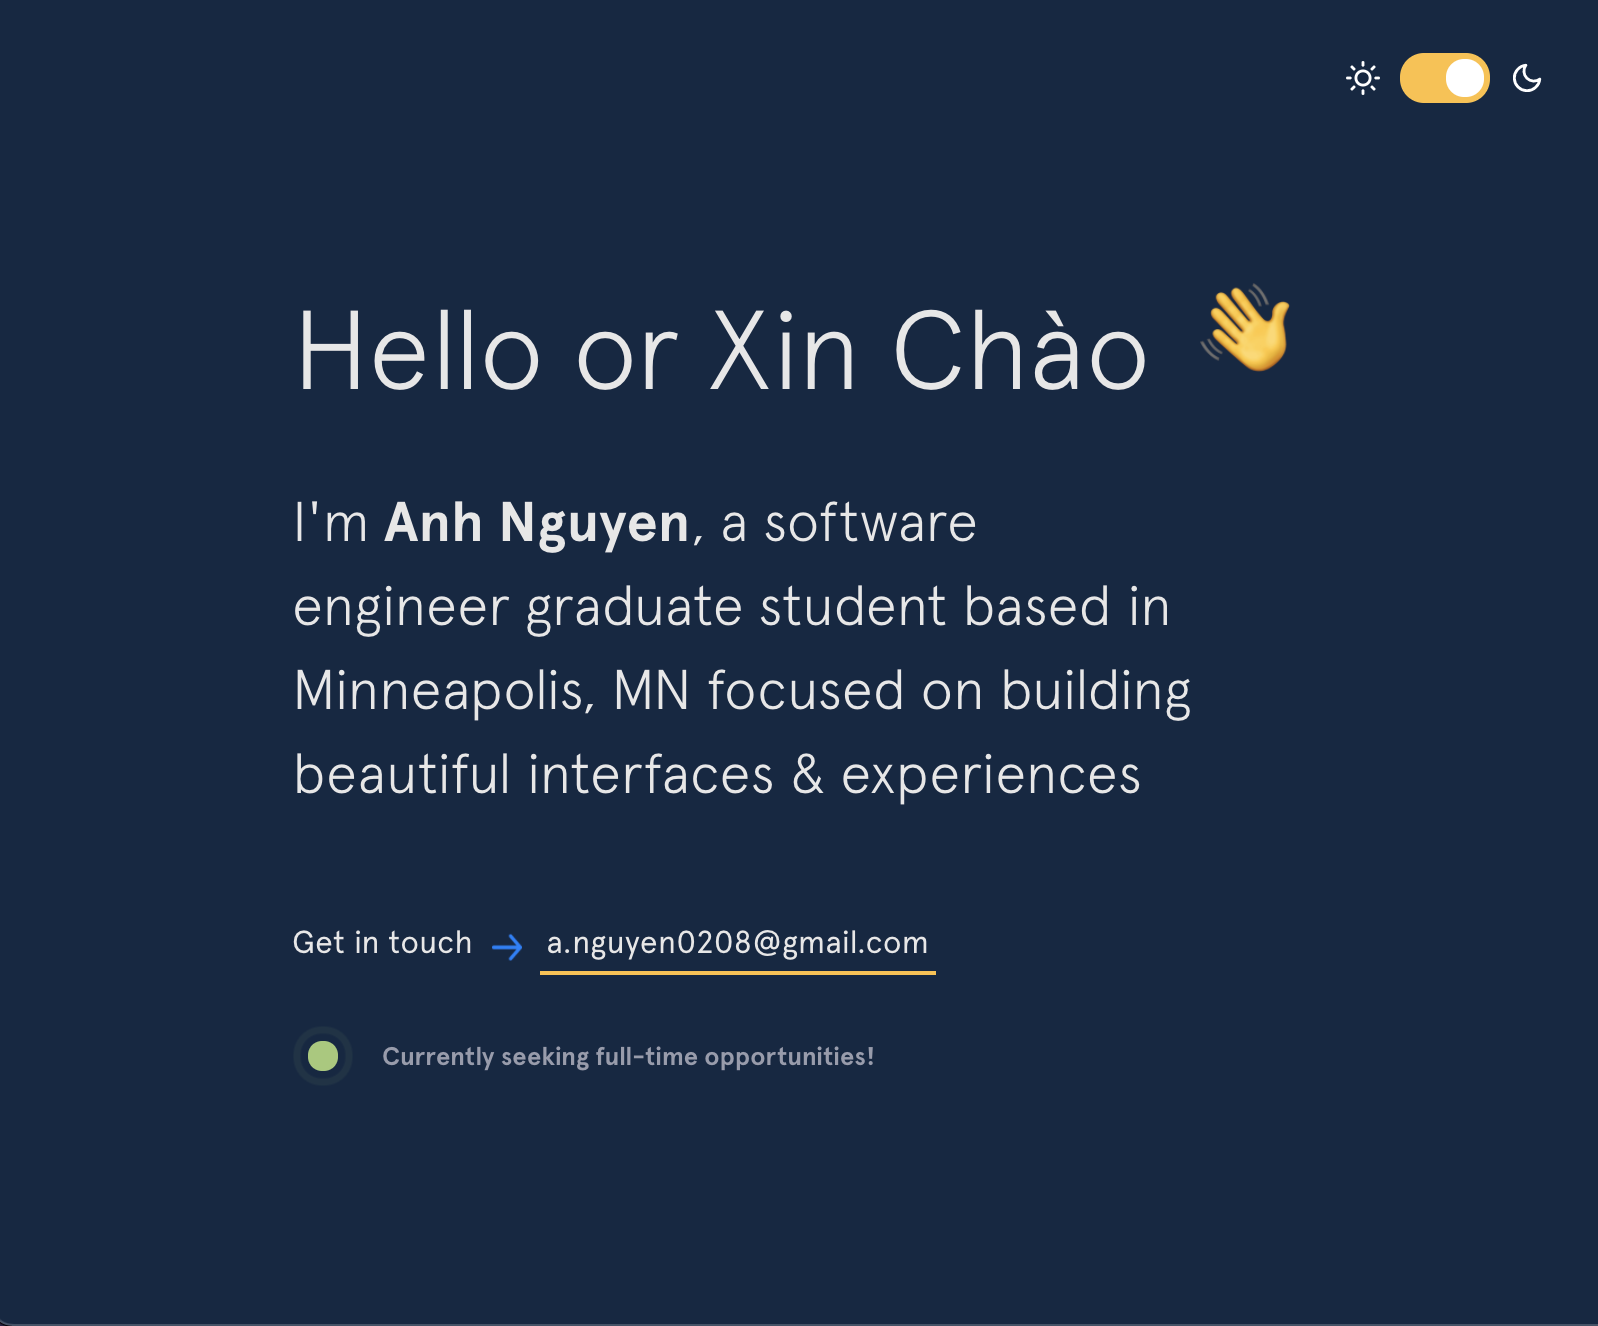 Hello or Xin Chào 👋
I'm Anh Nguyen, a software
engineer graduate student based in
Minneapolis, MN focused on building
beautiful interfaces & experiences
Get in touch → a.nguyen0208@gmail.com
Currently seeking full-time opportunities!